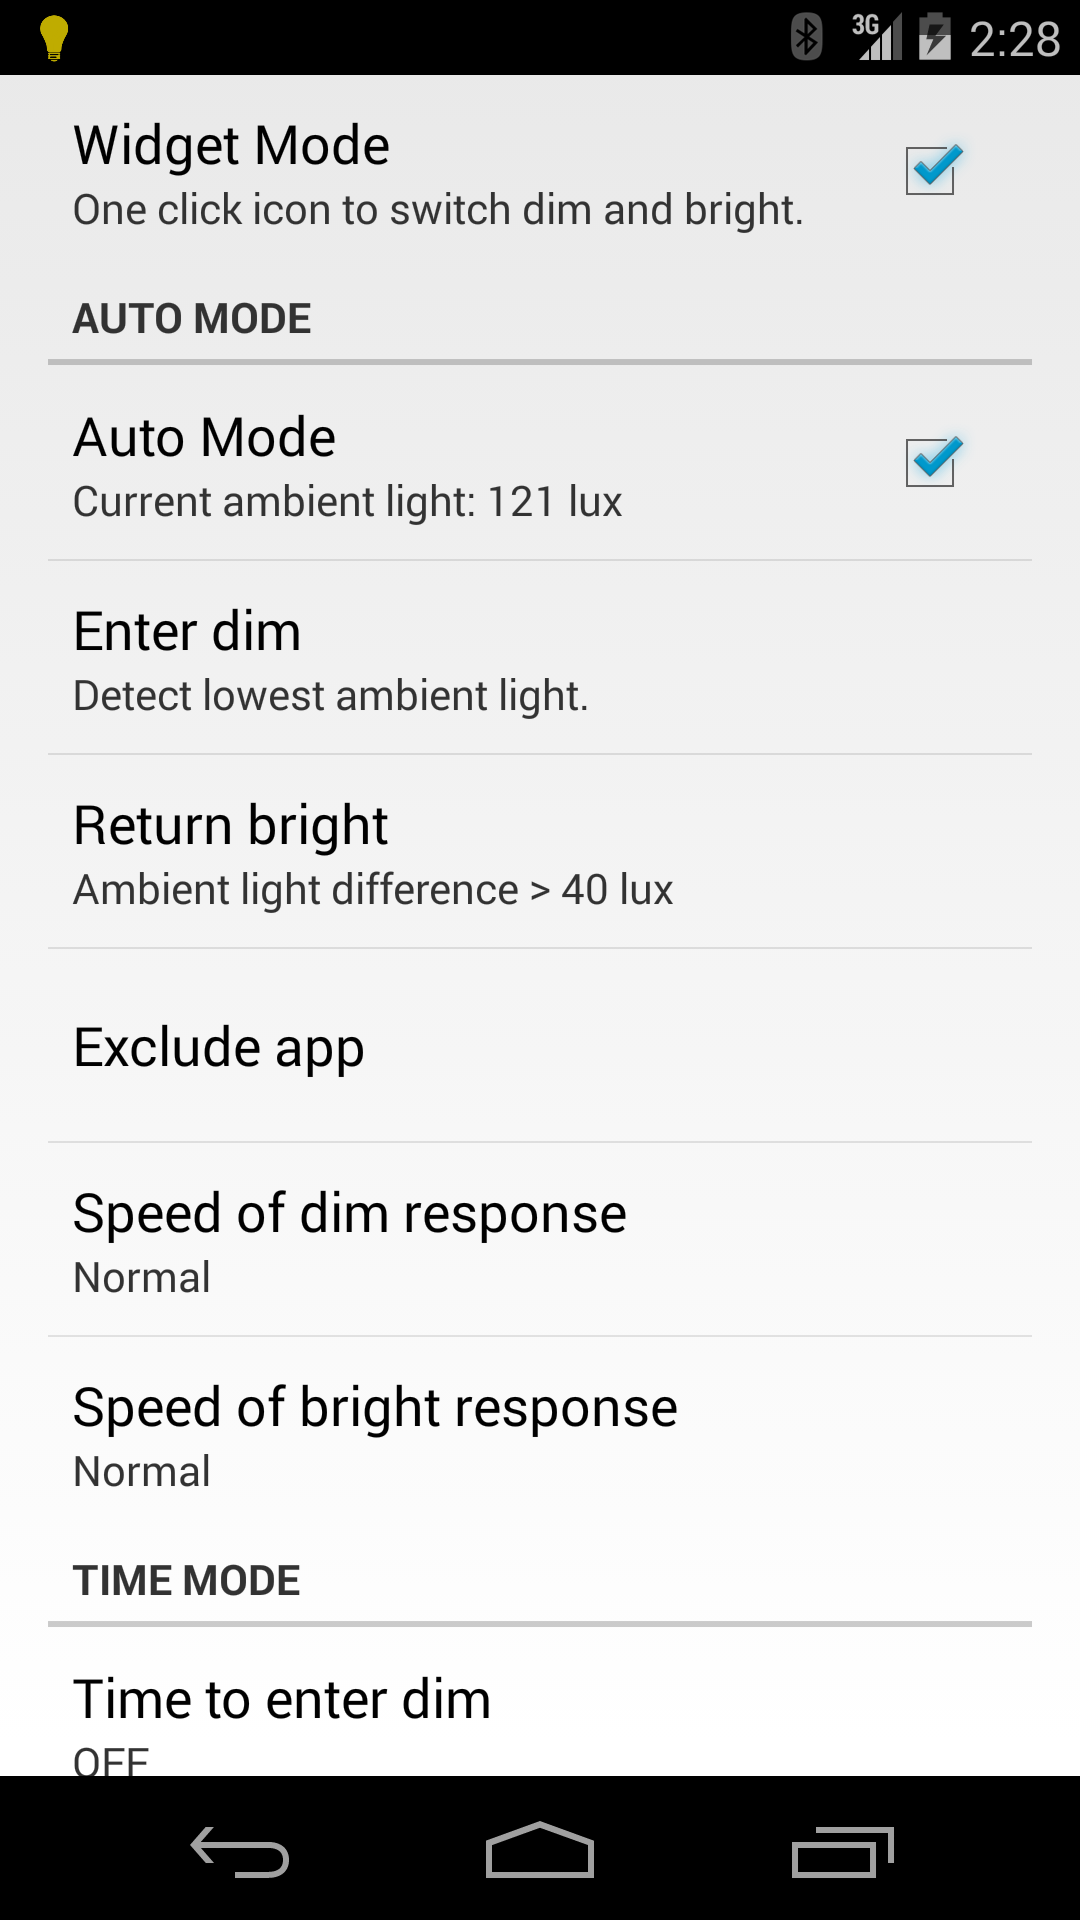 3G 2:28
Widget Mode
One click icon to switch dim and bright.
AUTO MODE
Auto Mode
Current ambient light: 121 lux
Enter dim
Detect lowest ambient light.
Return bright
Ambient light difference > 40 lux
Exclude app
Speed of dim response
Normal
Speed of bright response
Normal
TIME MODE
Time to enter dim
OFF